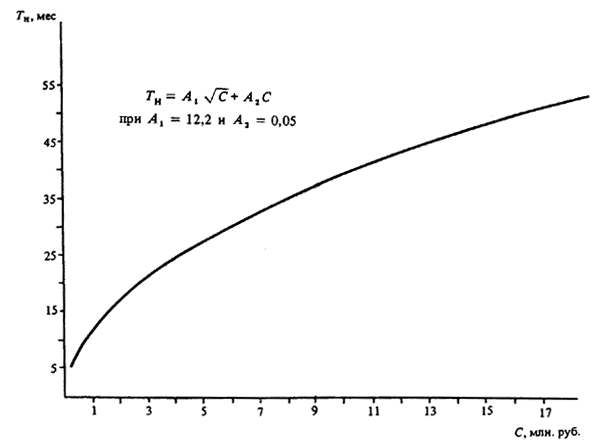 Tн, мес
55
Tн = A₁ √C + A₂C
при A₁ = 12,2 и A₂ = 0,05
45
35
25
15
5
1 3 5 7 9 11 13 15 17
C, млн. руб.